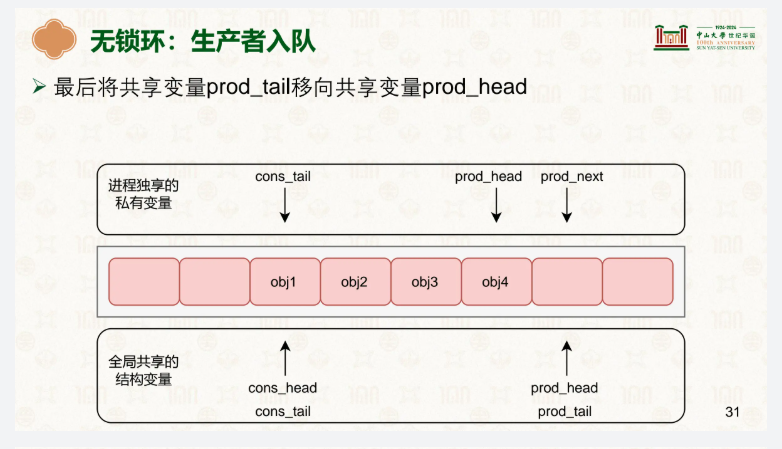 无锁环：生产者入队
1924-2024
中山大學 世纪华诞
100TH ANNIVERSARY
SUN YAT-SEN UNIVERSITY
最后将共享变量prod_tail移向共享变量prod_head
进程独享的
私有变量
cons_tail
prod_head
prod_next
obj1
obj2
obj3
obj4
全局共享的
结构变量
cons_head
cons_tail
prod_head
prod_tail
31